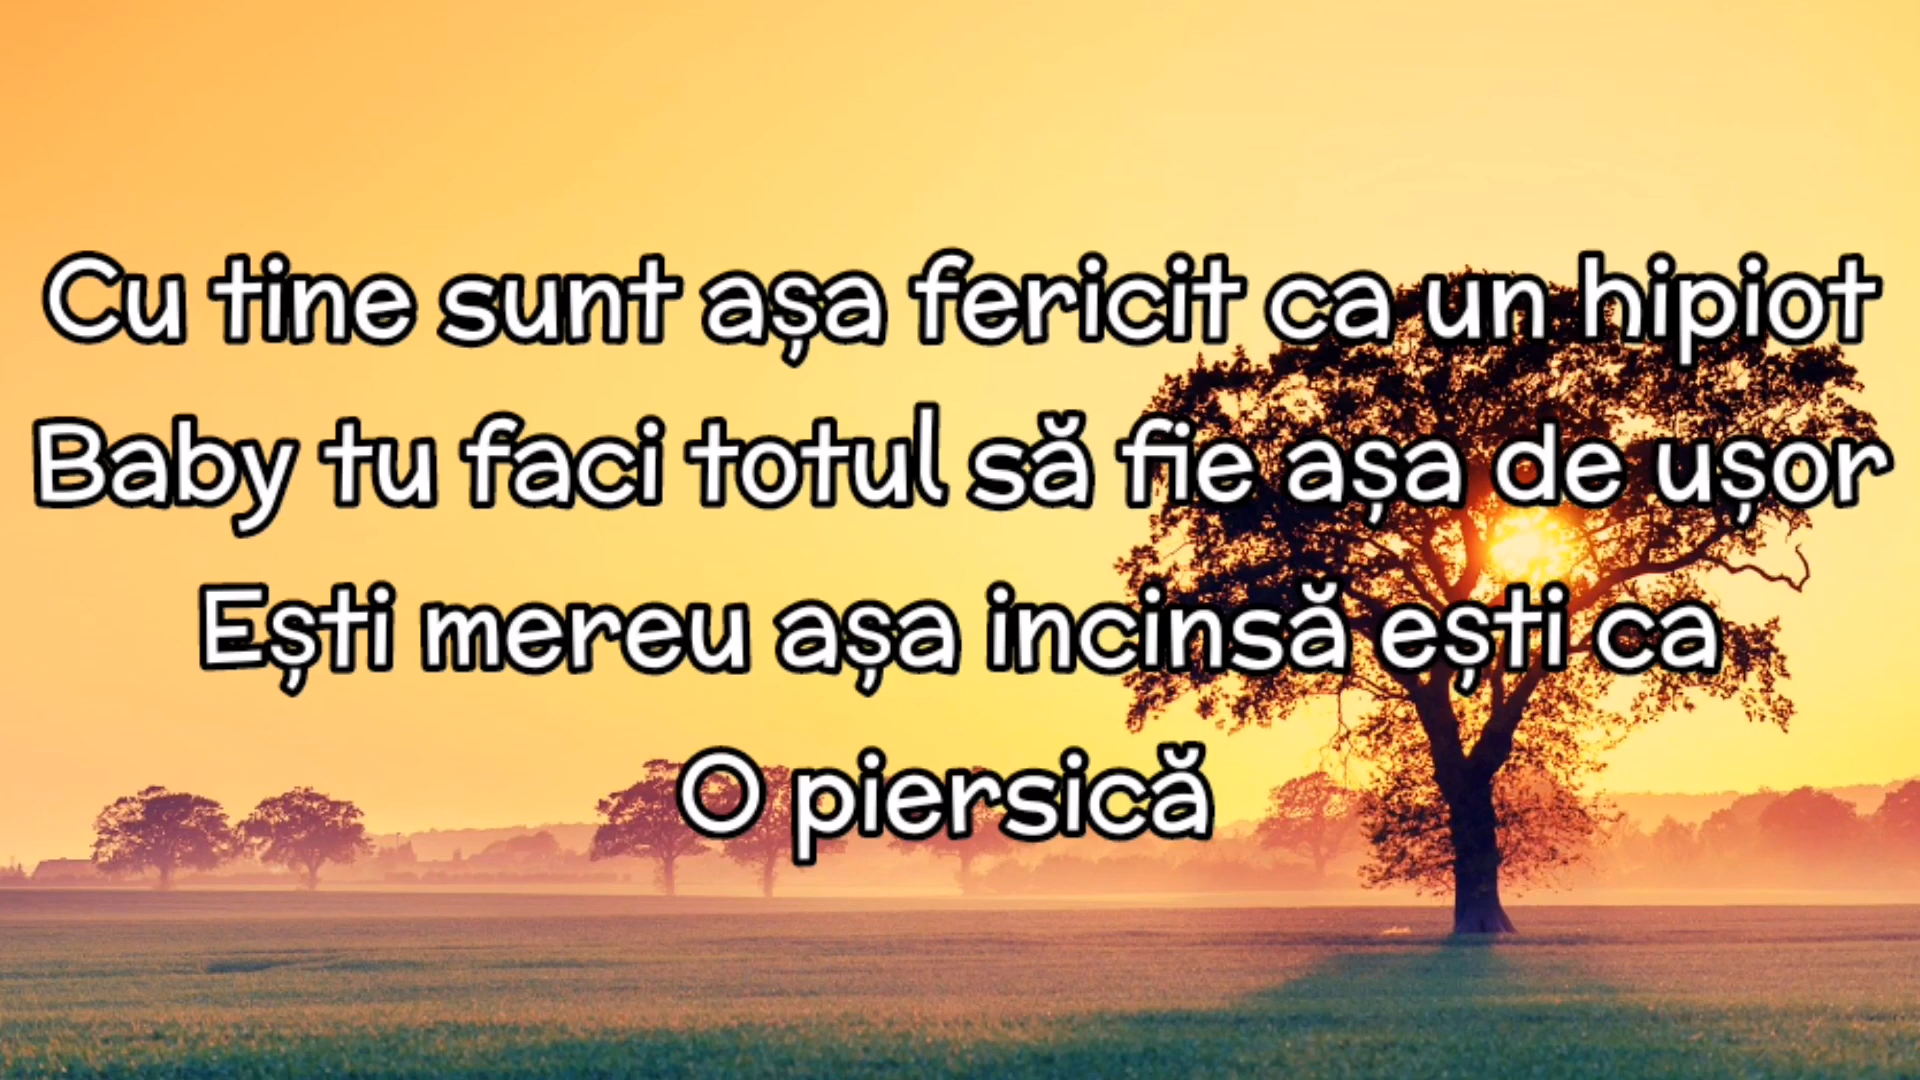 Cu tine sunt așa fericit ca un hipiot
Baby tu faci totul să fie așa de ușor
Ești mereu așa incinsă ești ca
O piersică